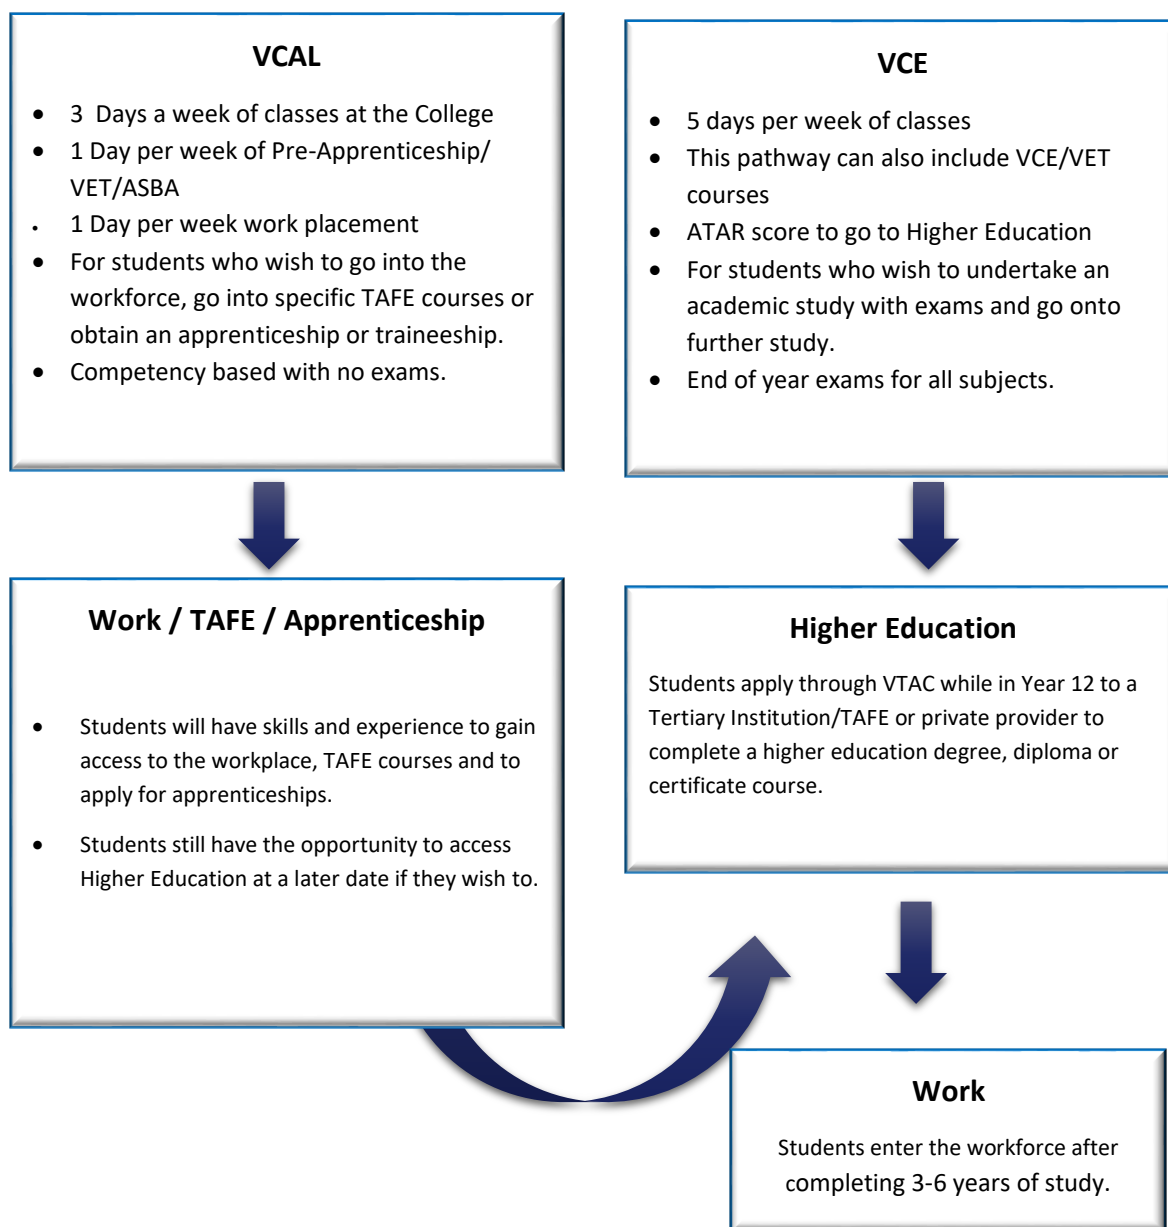 VCAL
• 3 Days a week of classes at the College
• 1 Day per week of Pre-Apprenticeship/
VET/ASBA
• 1 Day per week work placement
• For students who wish to go into the
workforce, go into specific TAFE courses or
obtain an apprenticeship or traineeship.
• Competency based with no exams.
VCE
• 5 days per week of classes
• This pathway can also include VCE/VET
courses
• ATAR score to go to Higher Education
• For students who wish to undertake an
academic study with exams and go onto
further study.
• End of year exams for all subjects.
Work / TAFE / Apprenticeship
• Students will have skills and experience to gain
access to the workplace, TAFE courses and to
apply for apprenticeships.
• Students still have the opportunity to access
Higher Education at a later date if they wish to.
Higher Education
Students apply through VTAC while in Year 12 to a
Tertiary Institution/TAFE or private provider to
complete a higher education degree, diploma or
certificate course.
Work
Students enter the workforce after
completing 3-6 years of study.